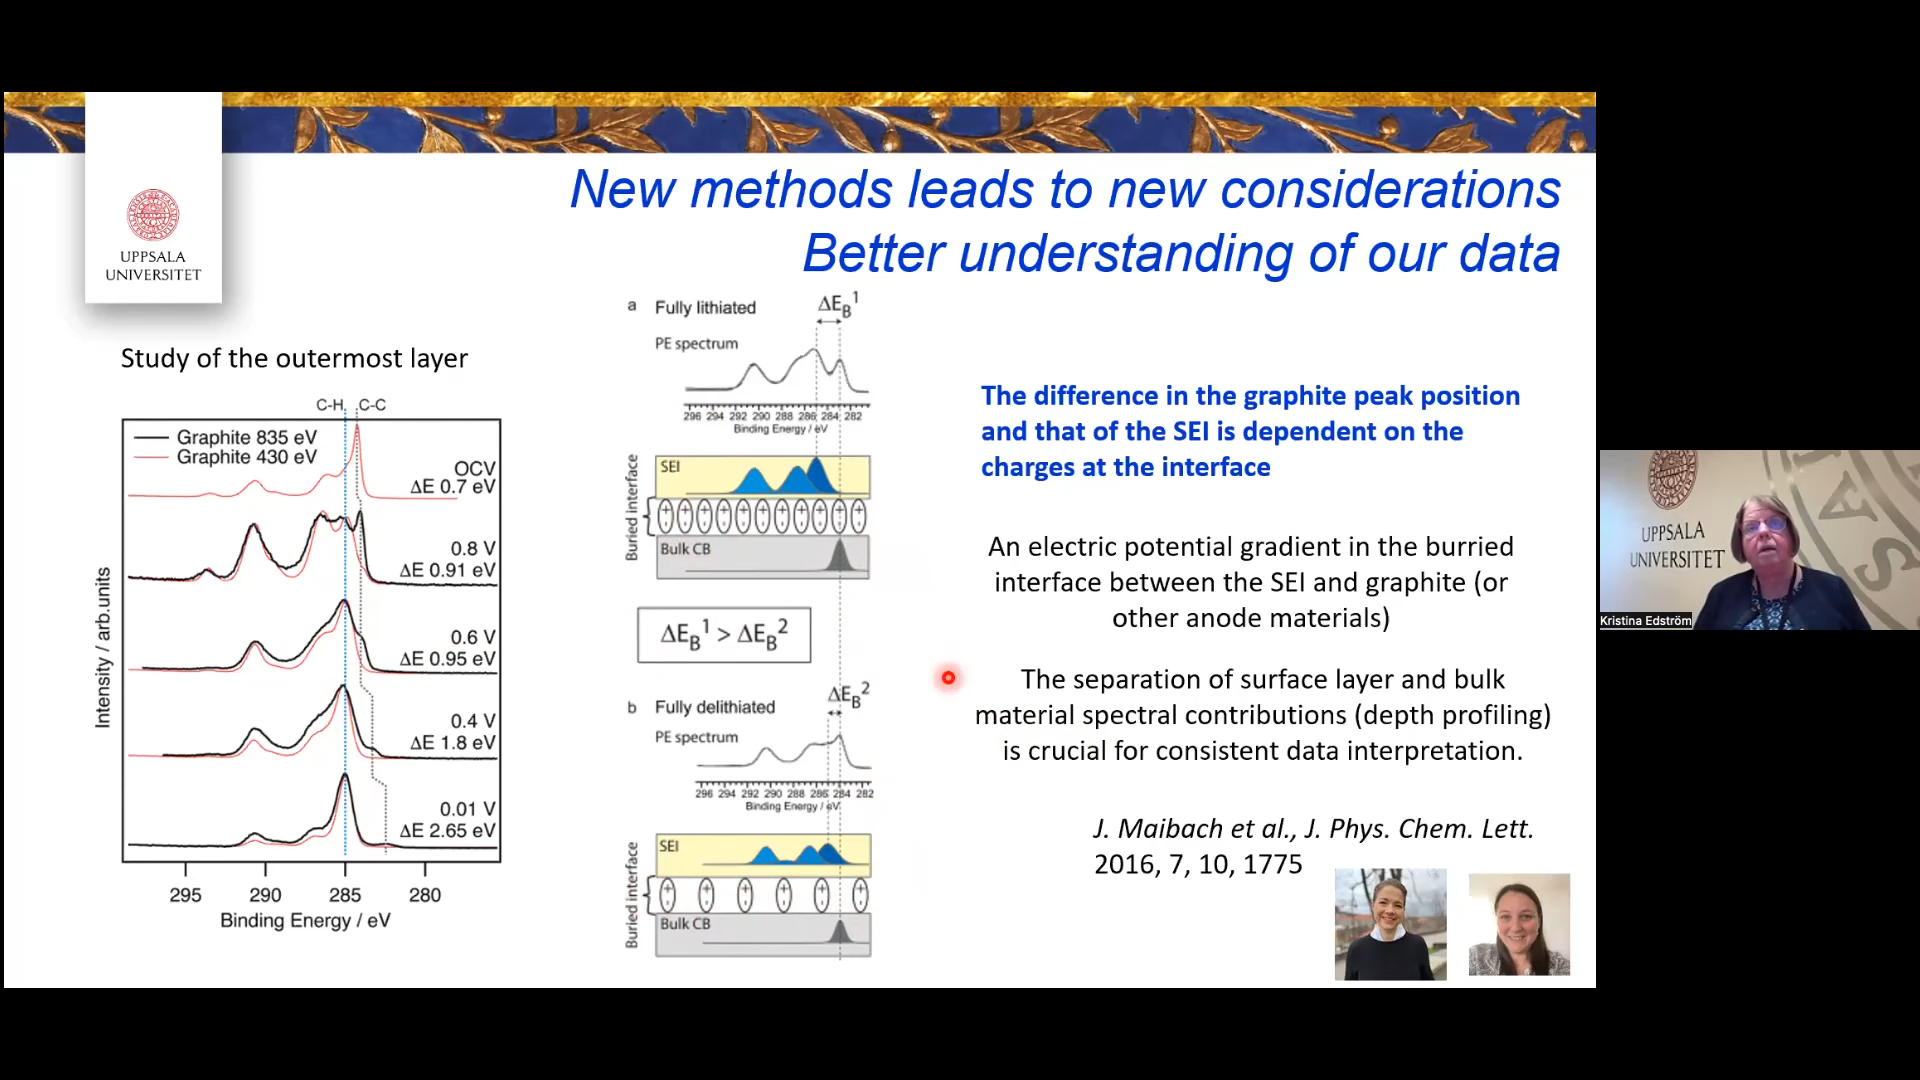 New methods leads to new considerations
Better understanding of our data
UPPSALA
UNIVERSITET
Study of the outermost layer
C-H
C-C
Graphite 835 eV
Graphite 430 eV
OCV
ΔE 0.7 eV
0.8 V
ΔE 0.91 eV
0.6 V
ΔE 0.95 eV
0.4 V
ΔE 1.8 eV
0.01 V
ΔE 2.65 eV
Intensity / arb.units
295 290 285 280
Binding Energy / eV
a Fully lithiated
ΔE_B^1
PE spectrum
296 294 292 290 288 286 284 282
Binding Energy / eV
SEI
Buried interface
Bulk CB
ΔE_B^1 > ΔE_B^2
b Fully delithiated
ΔE_B^2
PE spectrum
296 294 292 290 288 286 284 282
Binding Energy / eV
SEI
Buried interface
Bulk CB
The difference in the graphite peak position
and that of the SEI is dependent on the
charges at the interface
An electric potential gradient in the burried
interface between the SEI and graphite (or
other anode materials)
The separation of surface layer and bulk
material spectral contributions (depth profiling)
is crucial for consistent data interpretation.
J. Maibach et al., J. Phys. Chem. Lett.
2016, 7, 10, 1775
UPPSALA
UNIVERSITET
Kristina Edström